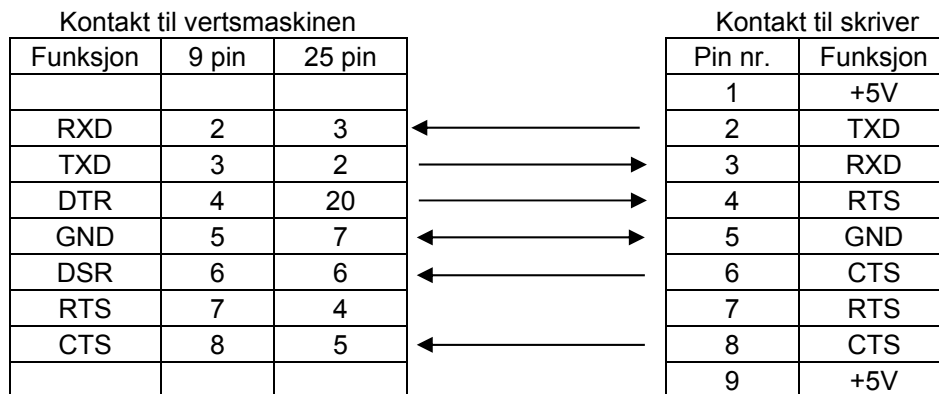 Kontakt til vertsmaskinen Kontakt til skriver
Funksjon 9 pin 25 pin Pin nr. Funksjon
1 +5V
RXD 2 3 2 TXD
TXD 3 2 3 RXD
DTR 4 20 4 RTS
GND 5 7 5 GND
DSR 6 6 6 CTS
RTS 7 4 7 RTS
CTS 8 5 8 CTS
9 +5V